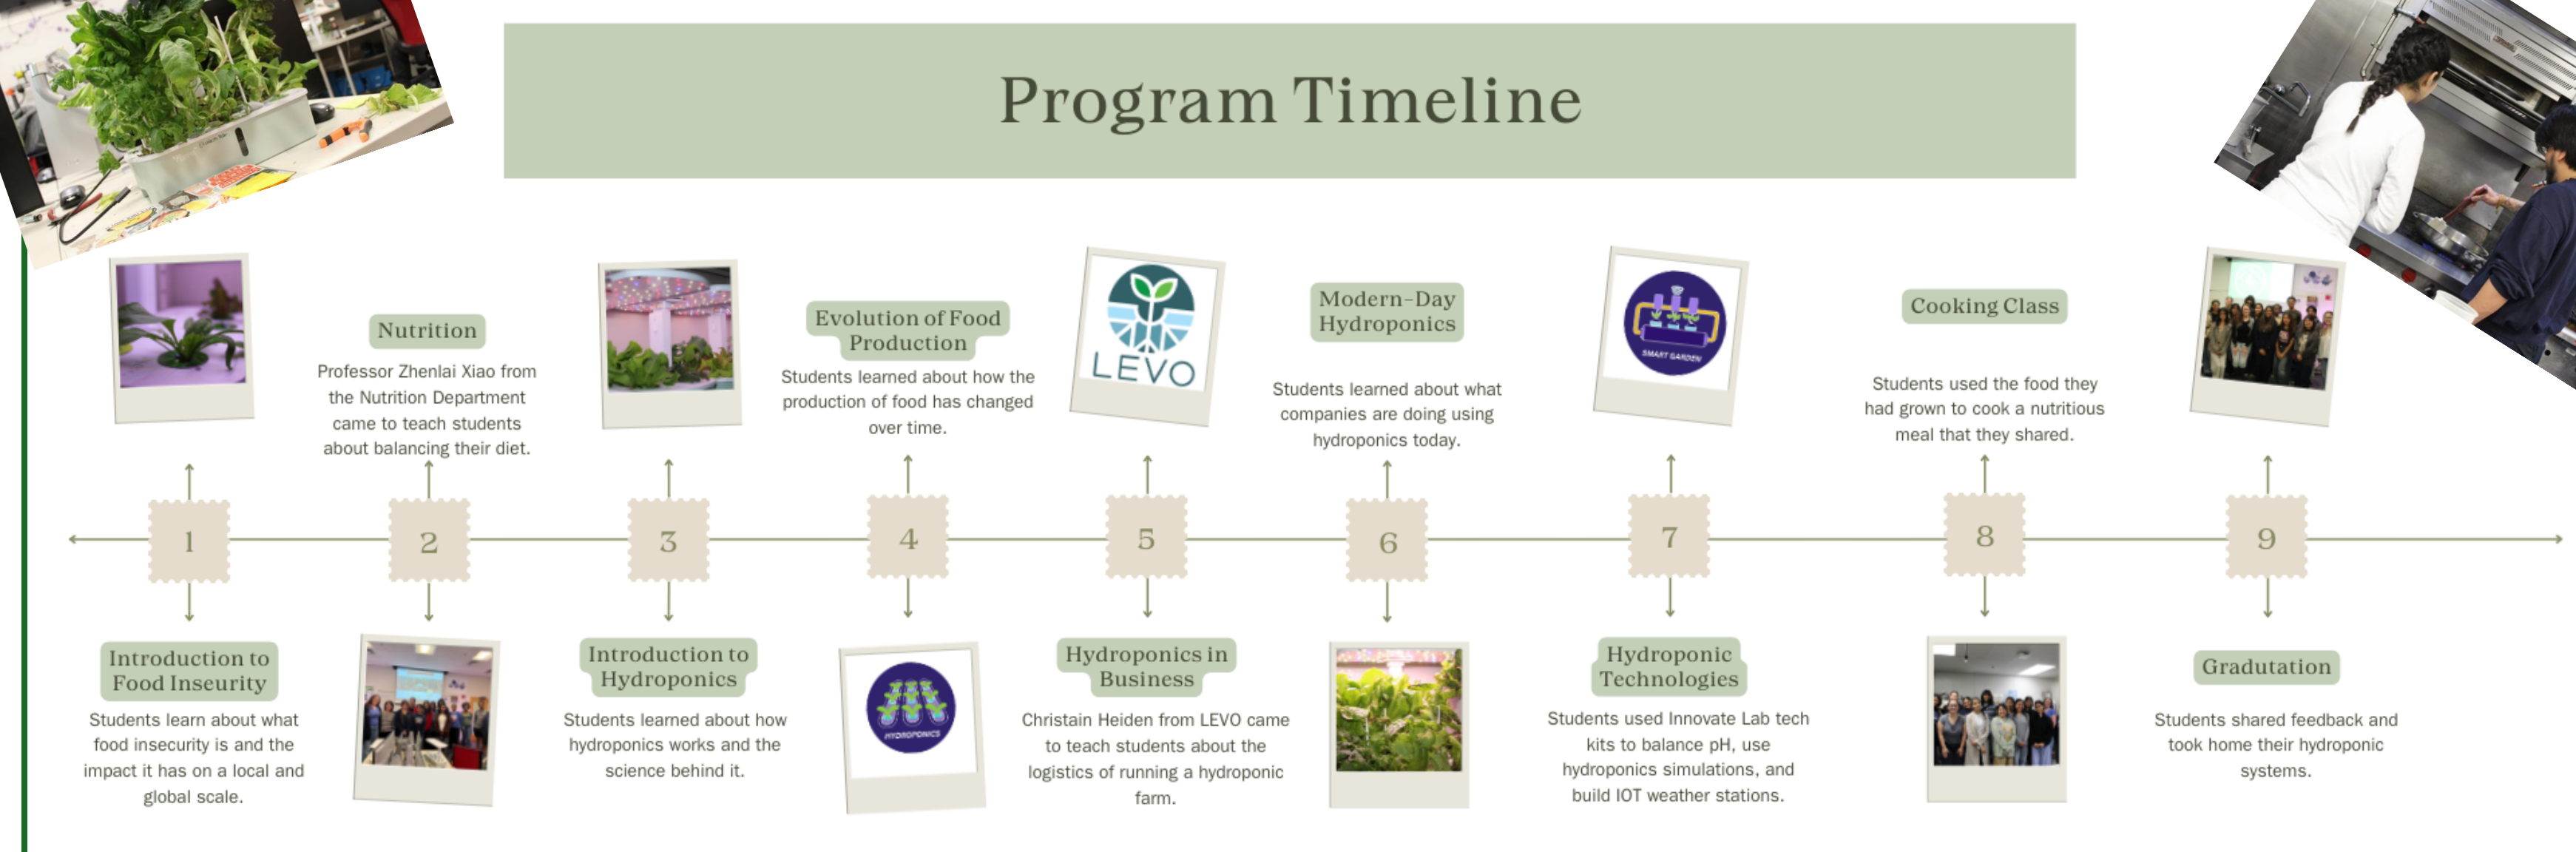 Program Timeline
Nutrition
Professor Zhenlai Xiao from
the Nutrition Department
came to teach students
about balancing their diet.
Evolution of Food
Production
Students learned about how the
production of food has changed
over time.
LEVO
Modern-Day
Hydroponics
Students learned about what
companies are doing using
hydroponics today.
SMART GARDEN
Cooking Class
Students used the food they
had grown to cook a nutritious
meal that they shared.
1
2
3
4
5
6
7
8
9
Introduction to
Food Inseurity
Students learn about what
food insecurity is and the
impact it has on a local and
global scale.
Introduction to
Hydroponics
Students learned about how
hydroponics works and the
science behind it.
HYDROPONICS
Hydroponics in
Business
Christain Heiden from LEVO came
to teach students about the
logistics of running a hydroponic
farm.
Hydroponic
Technologies
Students used Innovate Lab tech
kits to balance pH, use
hydroponics simulations, and
build IOT weather stations.
Gradutation
Students shared feedback and
took home their hydroponic
systems.